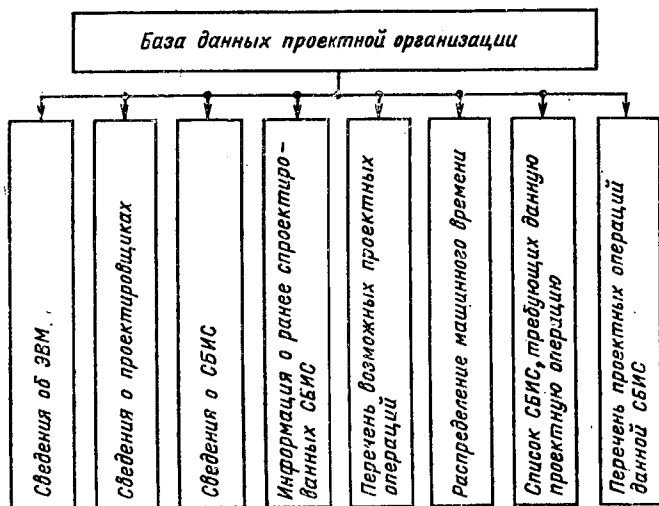 База данных проектной организации
Сведения об ЭВМ
Сведения о проектировщиках
Сведения о СБИС
Информация о ранее спроектиро-
ванных СБИС
Перечень возможных проектных
операций
Распределение машинного времени
Список СБИС, требующих данную
проектную операцию
Перечень проектных операций
данной СБИС